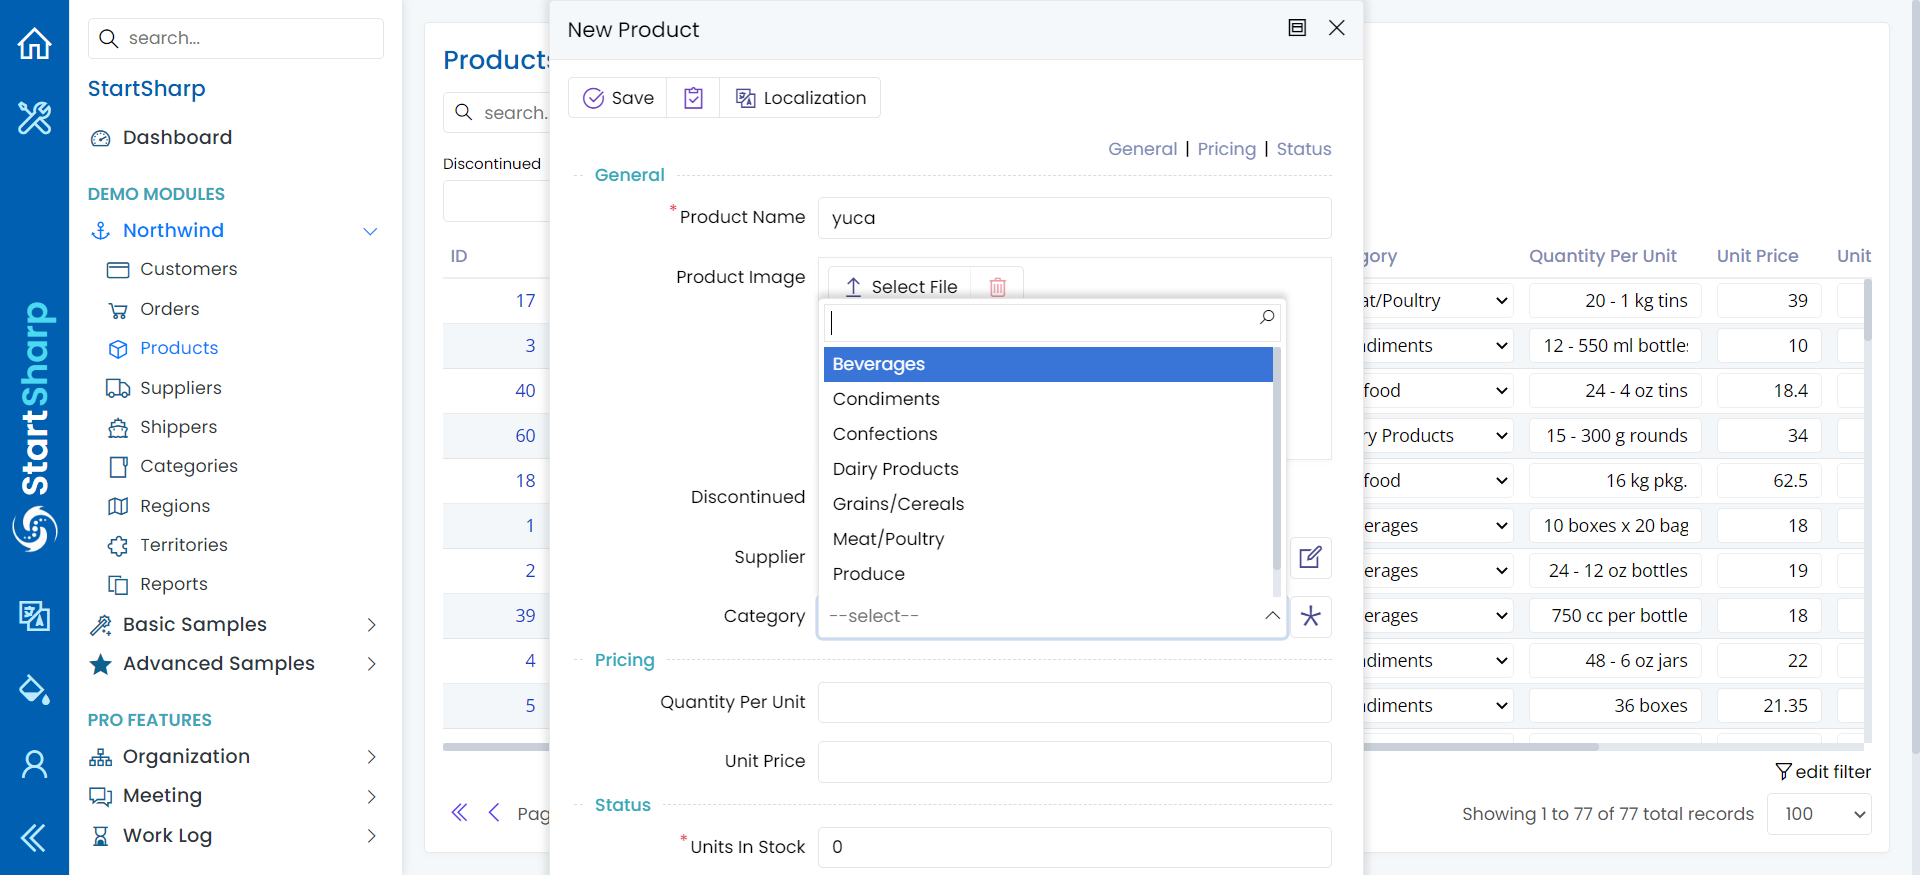 search...
StartSharp
Dashboard
DEMO MODULES
Northwind
Customers
Orders
Products
Suppliers
Shippers
Categories
Regions
Territories
Reports
Basic Samples
Advanced Samples
PRO FEATURES
Organization
Meeting
Work Log
StartSharp
Products
search.
Discontinued
ID
17
3
40
60
18
1
2
39
4
5
Pag
New Product
Save
Localization
General | Pricing | Status
General
*Product Name yuca
Product Image
Select File
Beverages
Condiments
Confections
Dairy Products
Grains/Cereals
Meat/Poultry
Produce
Discontinued
Supplier
Category --select--
Pricing
Quantity Per Unit
Unit Price
Status
*Units In Stock 0
gory Quantity Per Unit Unit Price Unit
at/Poultry 20 - 1 kg tins 39
ndiments 12 - 550 ml bottles 10
food 24 - 4 oz tins 18.4
ry Products 15 - 300 g rounds 34
food 16 kg pkg. 62.5
erages 10 boxes x 20 bag 18
erages 24 - 12 oz bottles 19
erages 750 cc per bottle 18
ndiments 48 - 6 oz jars 22
ndiments 36 boxes 21.35
edit filter
Showing 1 to 77 of 77 total records 100